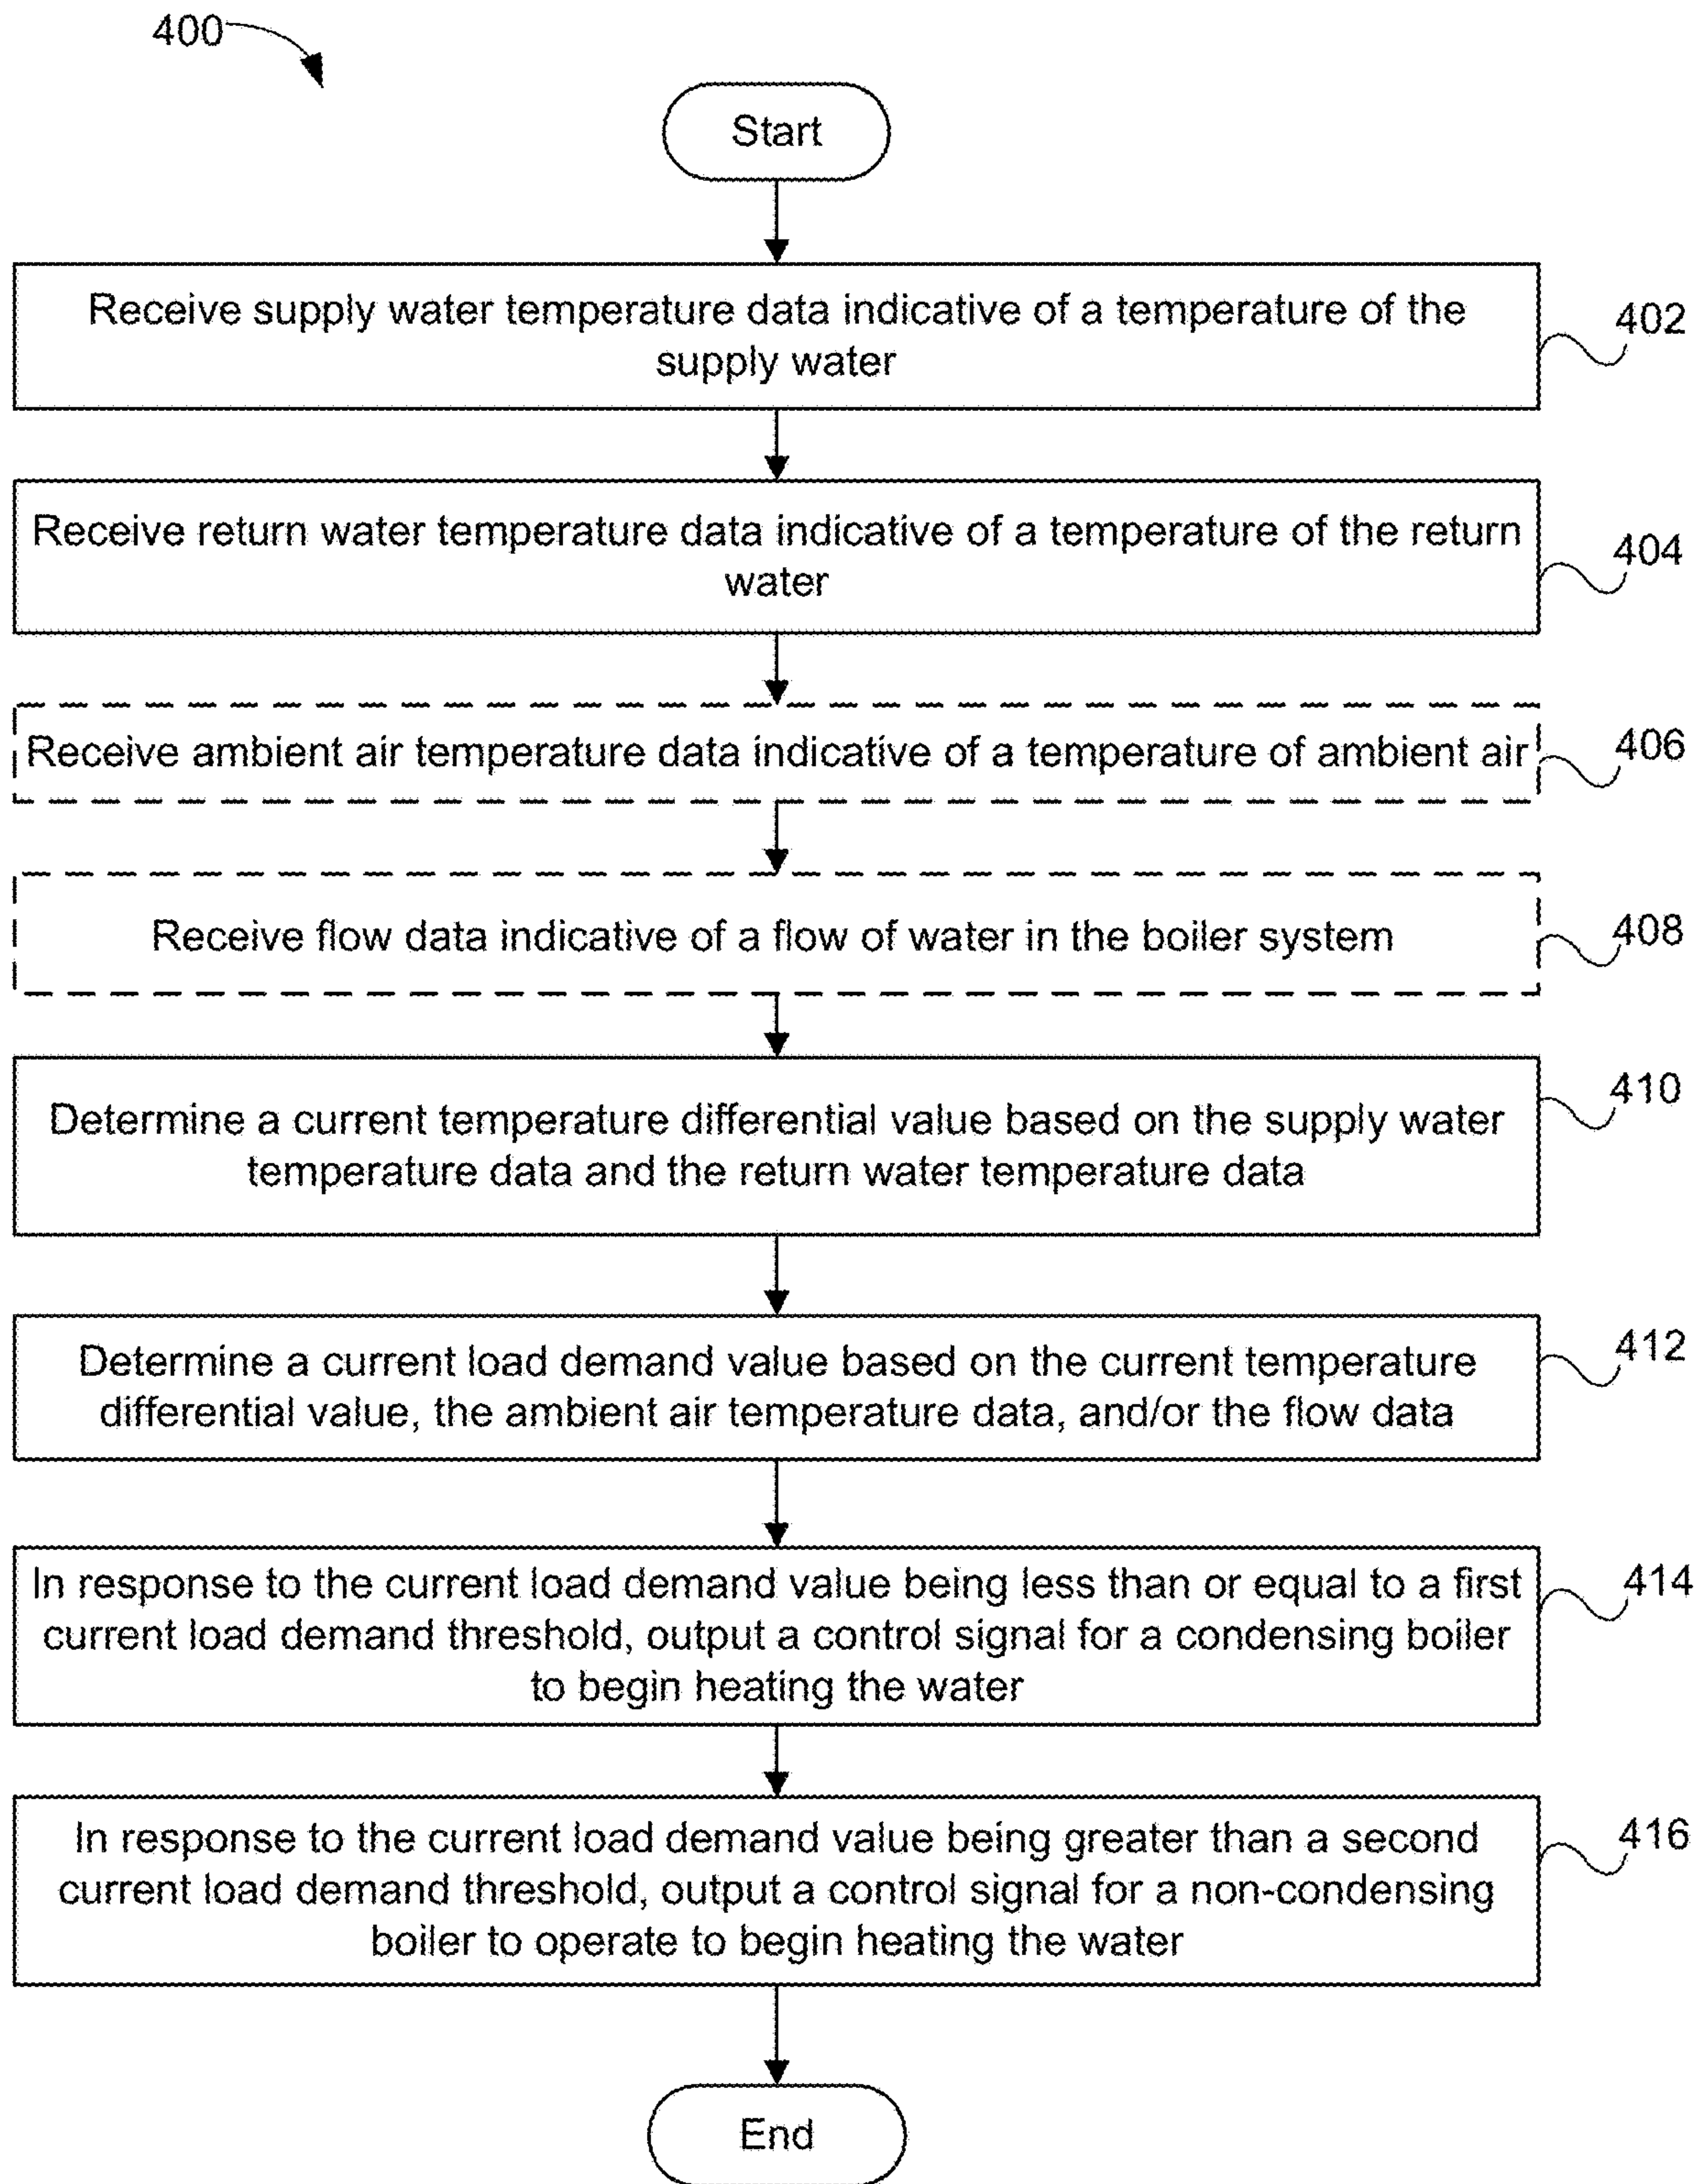 400
Start
Receive supply water temperature data indicative of a temperature of the
supply water
402
Receive return water temperature data indicative of a temperature of the return
water
404
Receive ambient air temperature data indicative of a temperature of ambient air
406
Receive flow data indicative of a flow of water in the boiler system
408
Determine a current temperature differential value based on the supply water
temperature data and the return water temperature data
410
Determine a current load demand value based on the current temperature
differential value, the ambient air temperature data, and/or the flow data
412
In response to the current load demand value being less than or equal to a first
current load demand threshold, output a control signal for a condensing boiler
to begin heating the water
414
In response to the current load demand value being greater than a second
current load demand threshold, output a control signal for a non-condensing
boiler to operate to begin heating the water
416
End